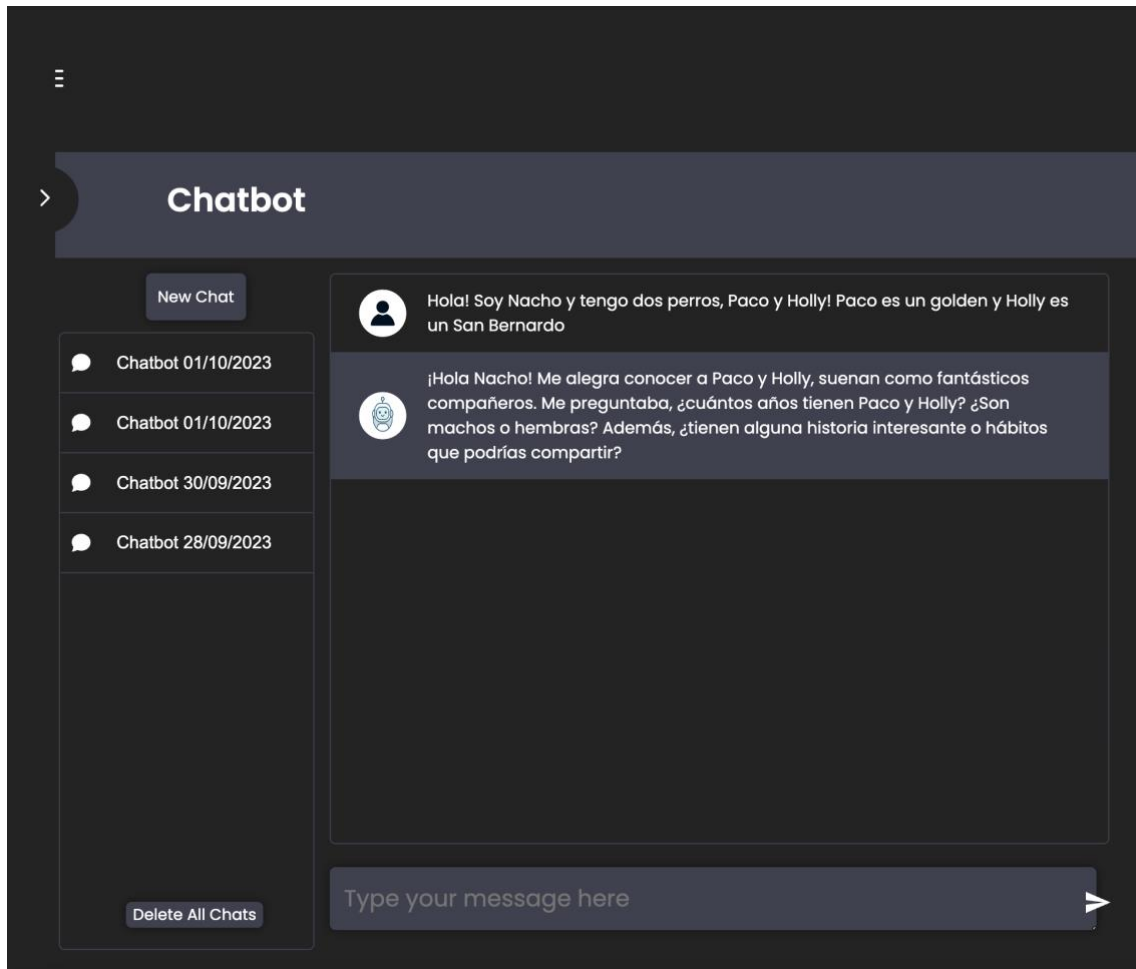 Chatbot
New Chat
Chatbot 01/10/2023
Chatbot 01/10/2023
Chatbot 30/09/2023
Chatbot 28/09/2023
Delete All Chats
Hola! Soy Nacho y tengo dos perros, Paco y Holly! Paco es un golden y Holly es
un San Bernardo
¡Hola Nacho! Me alegra conocer a Paco y Holly, suenan como fantásticos
compañeros. Me preguntaba, ¿cuántos años tienen Paco y Holly? ¿Son
machos o hembras? Además, ¿tienen alguna historia interesante o hábitos
que podrías compartir?
Type your message here